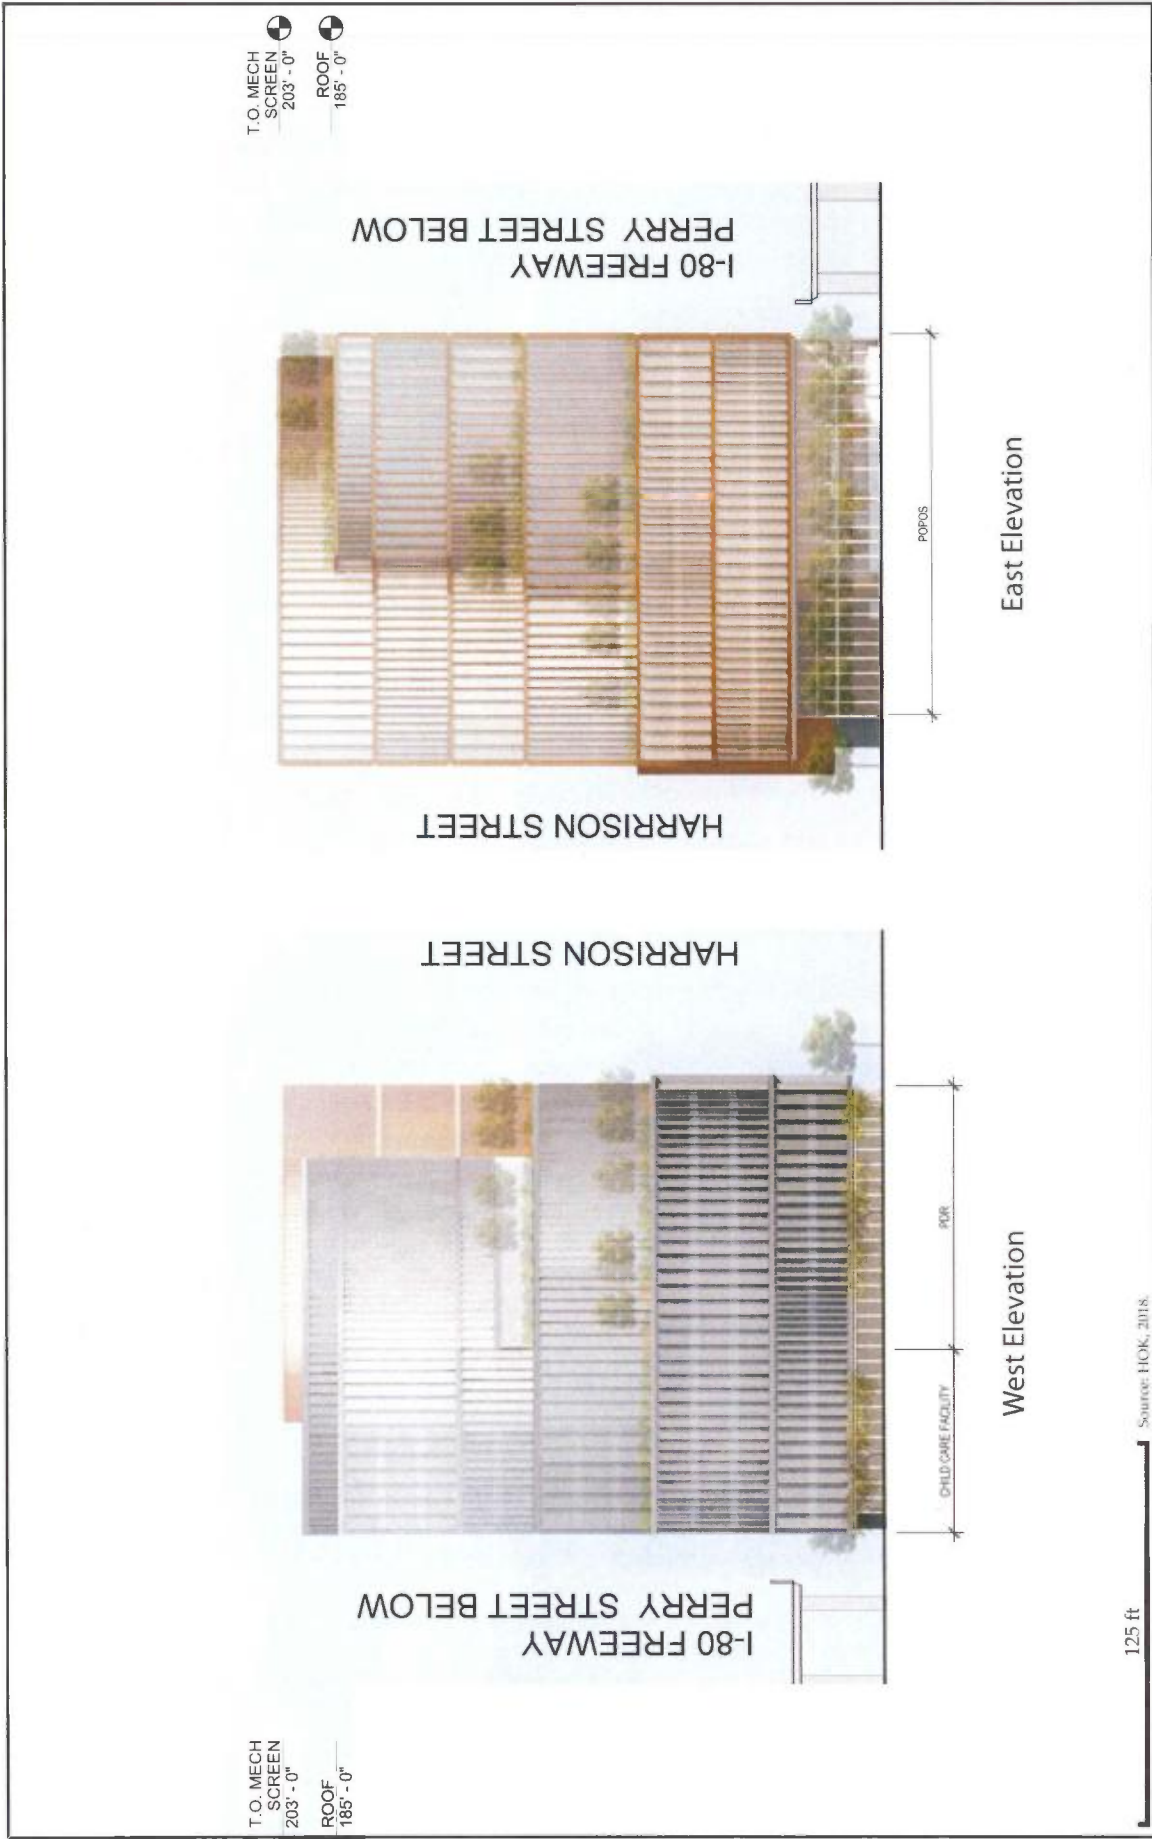 T.O. MECH
SCREEN
203' - 0"
ROOF
185' - 0"
I-80 FREEWAY
PERRY STREET BELOW
HARRISON STREET
CHILD CARE FACILITY
PDR
West Elevation
HARRISON STREET
I-80 FREEWAY
PERRY STREET BELOW
T.O. MECH
SCREEN
203' - 0"
ROOF
185' - 0"
POPOS
East Elevation
125 ft
Source: HOK, 2018.